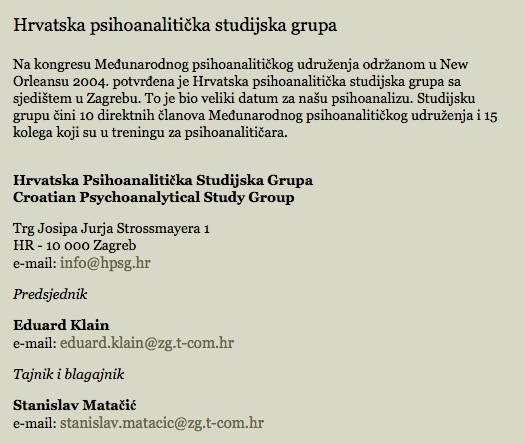 Hrvatska psihoanalitička studijska grupa
Na kongresu Međunarodnog psihoanalitičkog udruženja održanom u New
Orleansu 2004. potvrđena je Hrvatska psihoanalitička studijska grupa sa
sjedištem u Zagrebu. To je bio veliki datum za našu psihoanalizu. Studijsku
grupu čini 10 direktnih članova Međunarodnog psihoanalitičkog udruženja i 15
kolega koji su u treningu za psihoanalitičara.
Hrvatska Psihoanalitička Studijska Grupa
Croatian Psychoanalytical Study Group
Trg Josipa Jurja Strossmayera 1
HR - 10 000 Zagreb
e-mail: info@hpsg.hr
Predsjednik
Eduard Klain
e-mail: eduard.klain@zg.t-com.hr
Tajnik i blagajnik
Stanislav Matačić
e-mail: stanislav.matacic@zg.t-com.hr